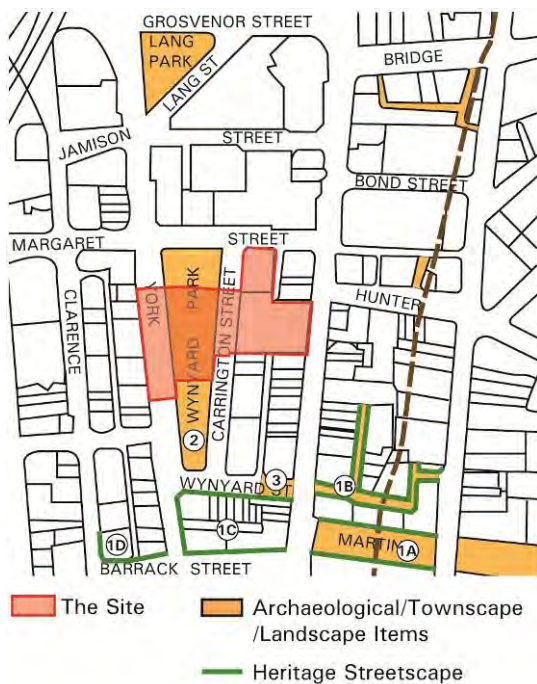 GROSVENOR STREET
LANG
PARK
LANG ST
BRIDGE
JAMISON
STREET
BOND STREET
MARGARET
STREET
HUNTER
CLARENCE
YORK
WYNYARD PARK
CARRINGTON STREET
2
3
WYNYARD ST
1B
1C
1D
MARTIN
1A
BARRACK STREET
The Site
Archaeological/Townscape
/Landscape Items
Heritage Streetscape